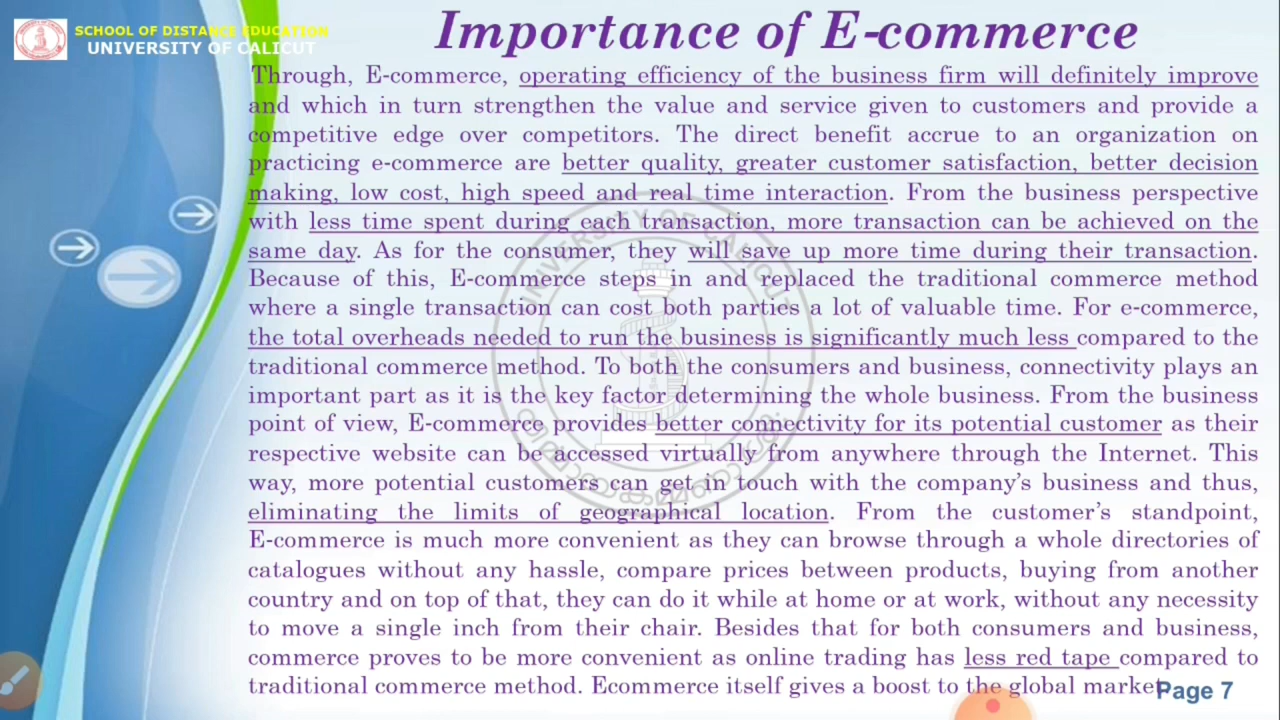 SCHOOL OF DISTANCE EDUCATION
UNIVERSITY OF CALICUT
Importance of E-commerce
Through, E-commerce, operating efficiency of the business firm will definitely improve
and which in turn strengthen the value and service given to customers and provide a
competitive edge over competitors. The direct benefit accrue to an organization on
practicing e-commerce are better quality, greater customer satisfaction, better decision
making, low cost, high speed and real time interaction. From the business perspective
with less time spent during each transaction, more transaction can be achieved on the
same day. As for the consumer, they will save up more time during their transaction.
Because of this, E-commerce steps in and replaced the traditional commerce method
where a single transaction can cost both parties a lot of valuable time. For e-commerce,
the total overheads needed to run the business is significantly much less compared to the
traditional commerce method. To both the consumers and business, connectivity plays an
important part as it is the key factor determining the whole business. From the business
point of view, E-commerce provides better connectivity for its potential customer as their
respective website can be accessed virtually from anywhere through the Internet. This
way, more potential customers can get in touch with the company's business and thus,
eliminating the limits of geographical location. From the customer's standpoint,
E-commerce is much more convenient as they can browse through a whole directories of
catalogues without any hassle, compare prices between products, buying from another
country and on top of that, they can do it while at home or at work, without any necessity
to move a single inch from their chair. Besides that for both consumers and business,
commerce proves to be more convenient as online trading has less red tape compared to
traditional commerce method. Ecommerce itself gives a boost to the global market.
Page 7
UNIVERSITY OF CALICUT